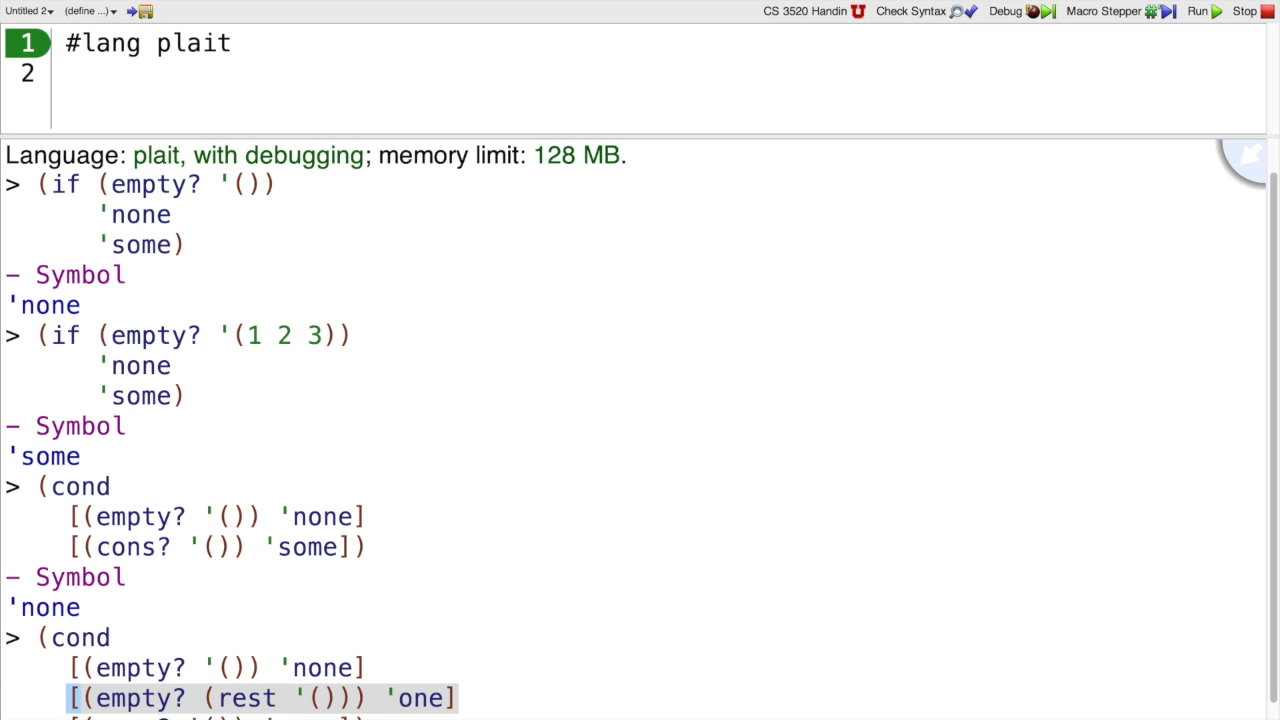 Untitled 2 (define ...) CS 3520 Handin Check Syntax Debug Macro Stepper Run Stop
1 #lang plait
2
Language: plait, with debugging; memory limit: 128 MB.
> (if (empty? '())
'none
'some)
- Symbol
'none
> (if (empty? '(1 2 3))
'none
'some)
- Symbol
'some
> (cond
[(empty? '()) 'none]
[(cons? '()) 'some])
- Symbol
'none
> (cond
[(empty? '()) 'none]
[(empty? (rest '())) 'one]